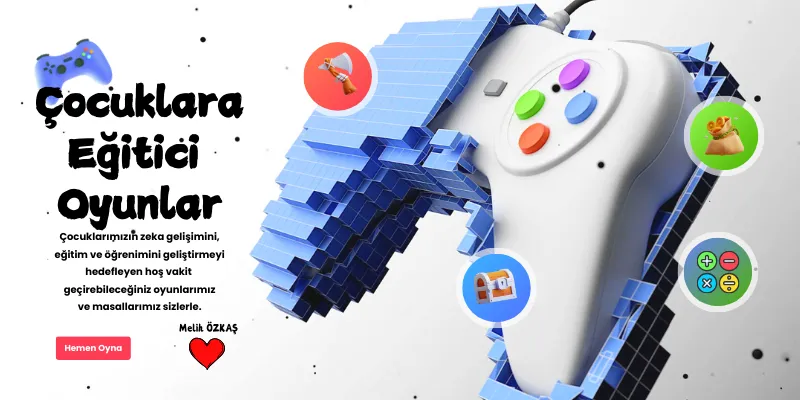 Çocuklara
Eğitici
Oyunlar
Çocuklarımızın zeka gelişimini,
eğitim ve öğrenimini geliştirmeyi
hedefleyen hoş vakit
geçirebileceğiniz oyunlarımız
ve masallarımız sizlerle.
Melih ÖZKAŞ
Hemen Oyna